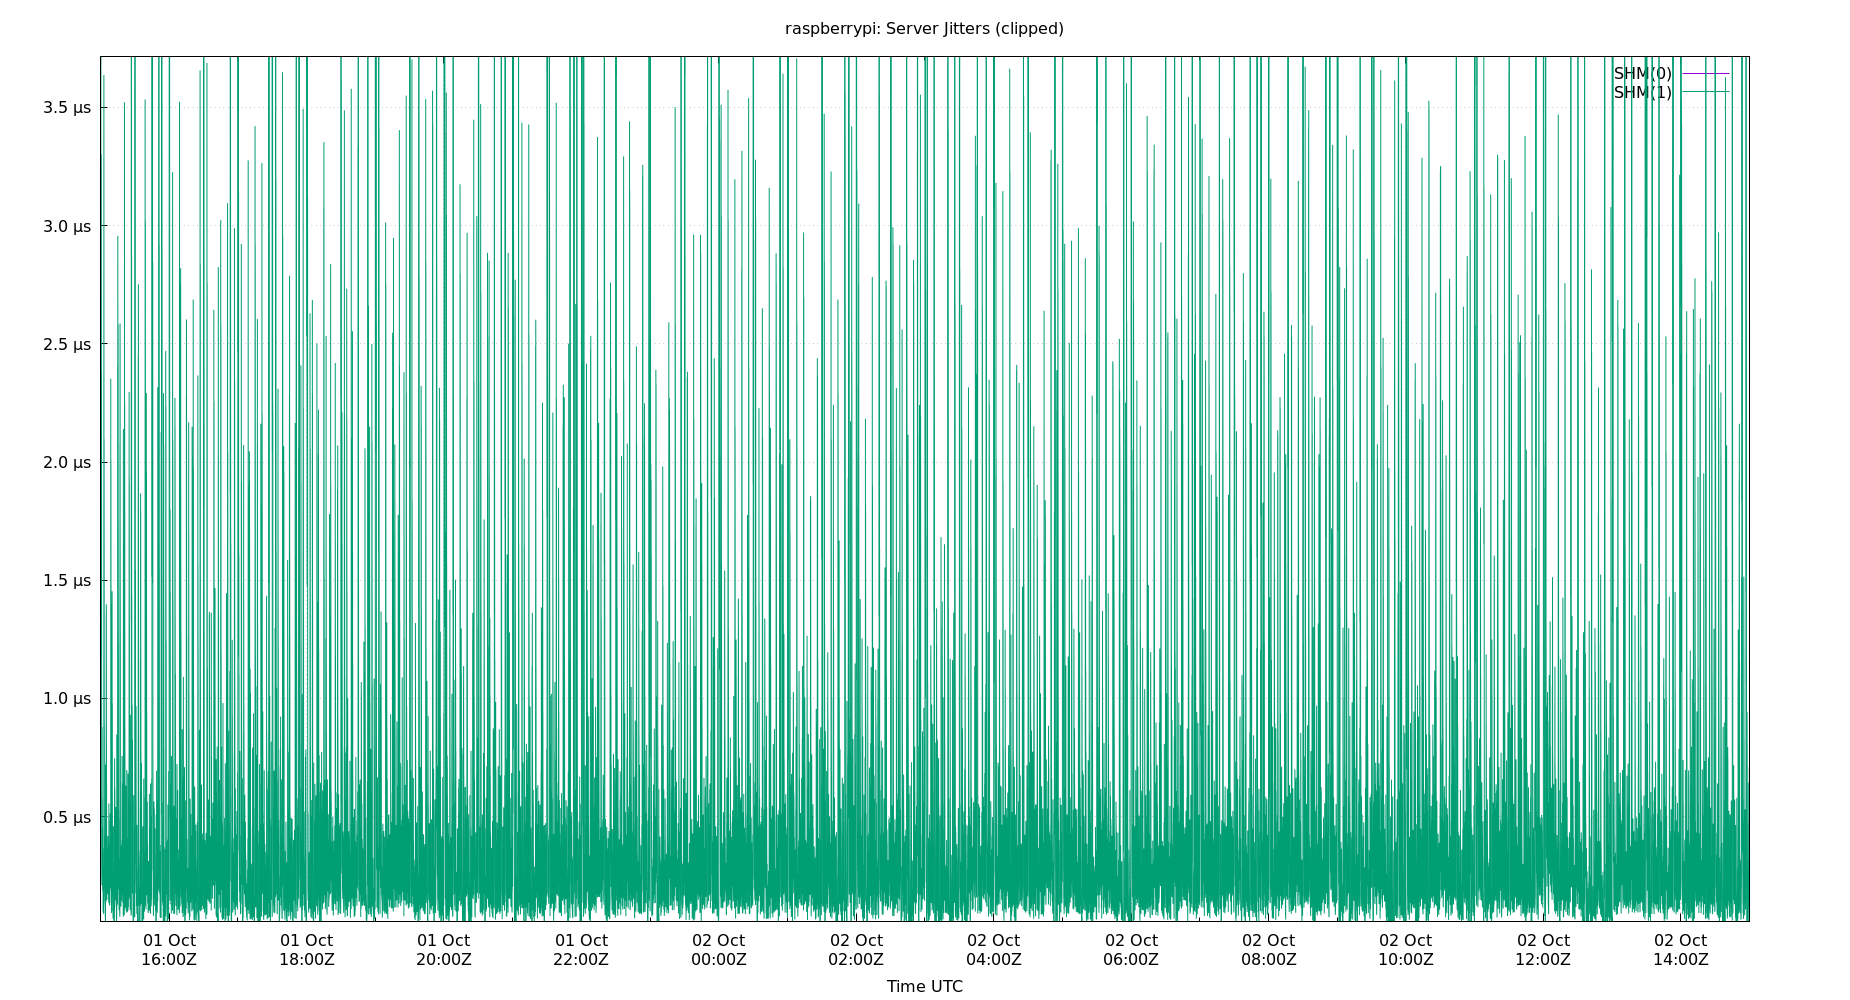 raspberrypi: Server Jitters (clipped)
SHM(0)
SHM(1)
3.5 µs
3.0 µs
2.5 µs
2.0 µs
1.5 µs
1.0 µs
0.5 µs
01 Oct 01 Oct 01 Oct 01 Oct 02 Oct 02 Oct 02 Oct 02 Oct 02 Oct 02 Oct 02 Oct 02 Oct
16:00Z 18:00Z 20:00Z 22:00Z 00:00Z 02:00Z 04:00Z 06:00Z 08:00Z 10:00Z 12:00Z 14:00Z
Time UTC